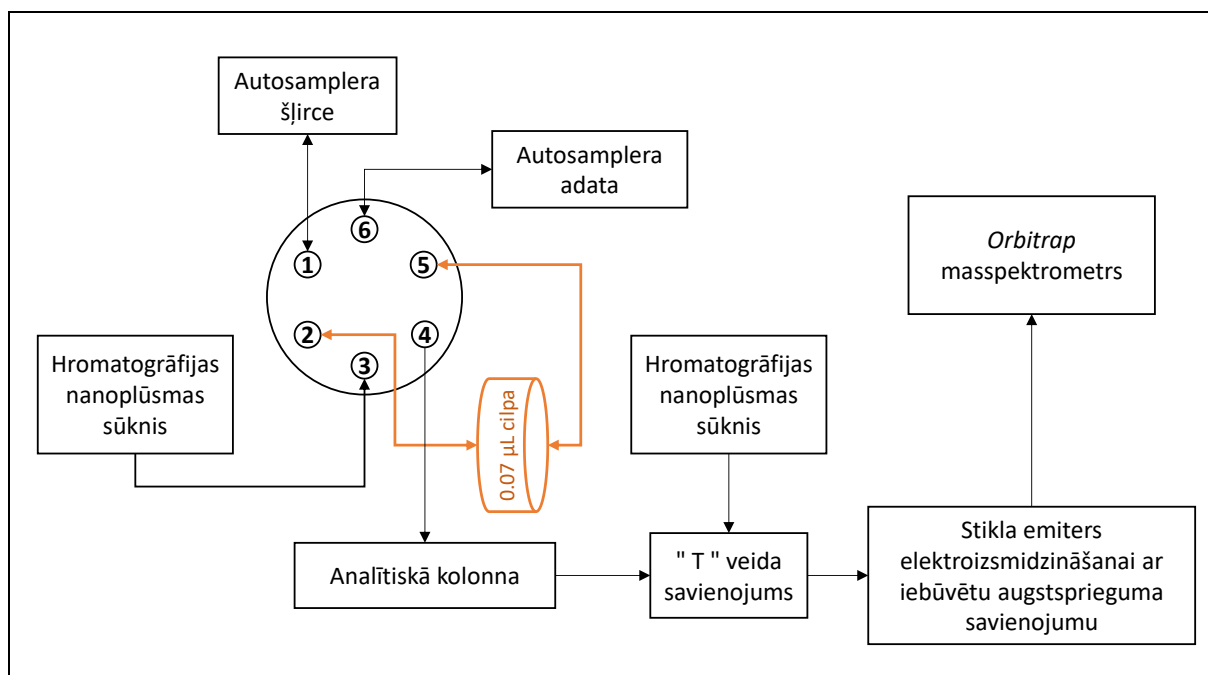 Autosamplera
šļirce
Autosamplera
adata
6
1
5
2
4
3
Hromatogrāfijas
nanoplūsmas
sūknis
0.07 µL cilpa
Hromatogrāfijas
nanoplūsmas
sūknis
Orbitrap
masspektrometrs
Analītiskā kolonna
" T " veida
savienojums
Stikla emiters
elektroizsmidzināšanai ar
iebūvētu augstsprieguma
savienojumu